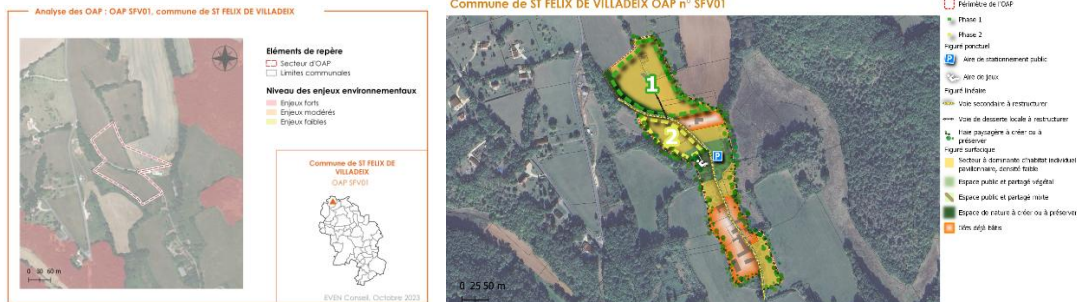 Analyse des OAP : OAP SFV01, commune de ST FELIX DE VILLADEIX
Eléments de repère
Secteur d'OAP
Limites communales
Niveau des enjeux environnementaux
Enjeux forts
Enjeux modérés
Enjeux faibles
Commune de ST FELIX DE VILLADEIX
OAP SFV01
0 30 60 m
EVEN Conseil, Octobre 2023
Commune de ST FELIX DE VILLADEIX OAP n° SFV01
1
2
P
0 25 50 m
Périmètre de l'OAP
Phase 1
Phase 2
Figuré ponctuel
P Aire de stationnement public
Aire de jeux
Figuré linéaire
Voie secondaire à restructurer
Voie de desserte locale à restructurer
Haie paysagère à créer ou à
préserver
Figuré surfacique
Secteur à dominante d'habitat individuel
pavillonnaire, densité faible
Espace public et partagé végétal
Espace public et partagé mixte
Espace de nature à créer ou à préserver
Sites déjà bâtis